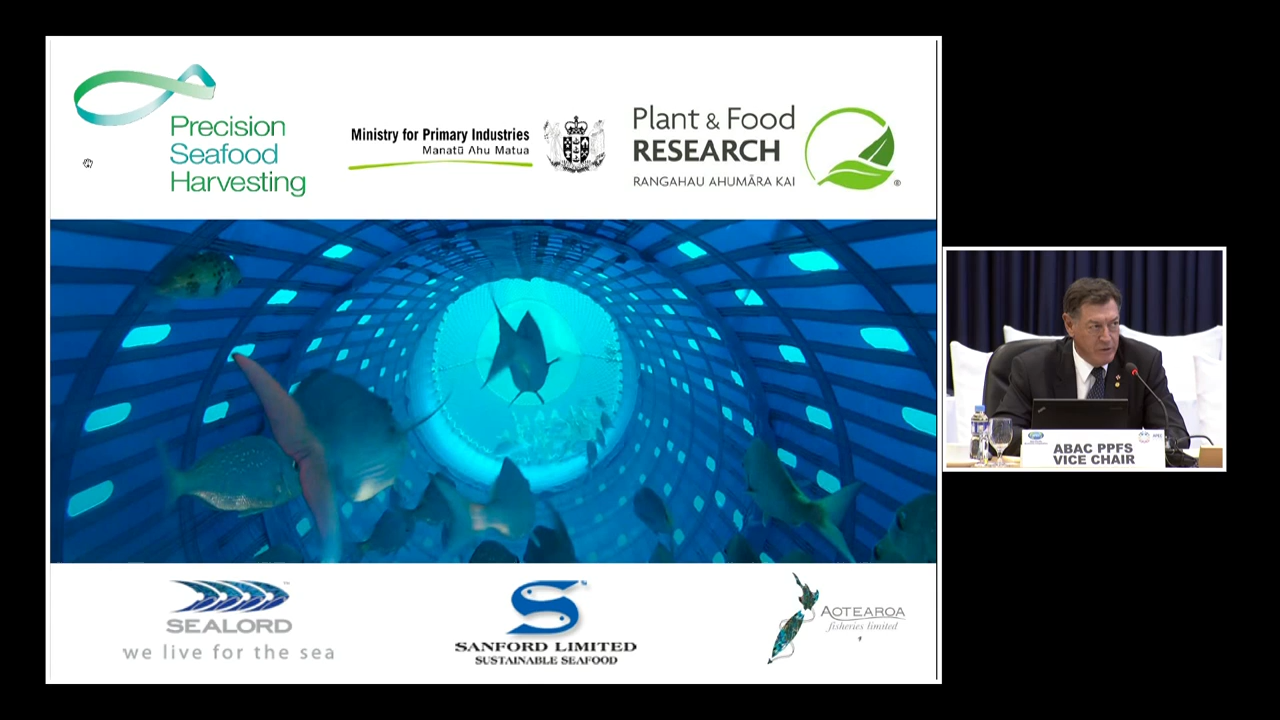 Precision
Seafood
Harvesting
Ministry for Primary Industries
Manatū Ahu Matua
Plant & Food
RESEARCH
RANGAHAU AHUMĀRA KAI
®
SEALORD
™
we live for the sea
S
SANFORD LIMITED
SUSTAINABLE SEAFOOD
AOTEAROA
fisheries limited
ABAC PPFS
VICE CHAIR